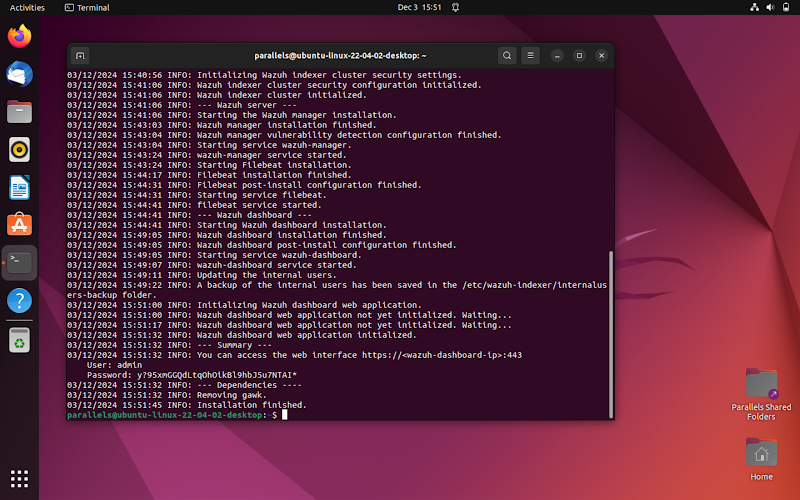 Activities
Terminal
Dec 3 15:51
parallels@ubuntu-linux-22-04-02-desktop: ~
03/12/2024 15:40:56 INFO: Initializing Wazuh indexer cluster security settings.
03/12/2024 15:41:06 INFO: Wazuh indexer cluster security configuration initialized.
03/12/2024 15:41:06 INFO: Wazuh indexer cluster initialized.
03/12/2024 15:41:06 INFO: --- Wazuh server ---
03/12/2024 15:41:06 INFO: Starting the Wazuh manager installation.
03/12/2024 15:43:03 INFO: Wazuh manager installation finished.
03/12/2024 15:43:04 INFO: Wazuh manager vulnerability detection configuration finished.
03/12/2024 15:43:04 INFO: Starting service wazuh-manager.
03/12/2024 15:43:24 INFO: wazuh-manager service started.
03/12/2024 15:43:24 INFO: Starting Filebeat installation.
03/12/2024 15:44:17 INFO: Filebeat installation finished.
03/12/2024 15:44:31 INFO: Filebeat post-install configuration finished.
03/12/2024 15:44:31 INFO: Starting service filebeat.
03/12/2024 15:44:41 INFO: filebeat service started.
03/12/2024 15:44:41 INFO: --- Wazuh dashboard ---
03/12/2024 15:44:41 INFO: Starting Wazuh dashboard installation.
03/12/2024 15:49:05 INFO: Wazuh dashboard installation finished.
03/12/2024 15:49:05 INFO: Wazuh dashboard post-install configuration finished.
03/12/2024 15:49:05 INFO: Starting service wazuh-dashboard.
03/12/2024 15:49:07 INFO: wazuh-dashboard service started.
03/12/2024 15:49:11 INFO: Updating the internal users.
03/12/2024 15:49:22 INFO: A backup of the internal users has been saved in the /etc/wazuh-indexer/internalus
ers-backup folder.
03/12/2024 15:51:00 INFO: Initializing Wazuh dashboard web application.
03/12/2024 15:51:00 INFO: Wazuh dashboard web application not yet initialized. Waiting...
03/12/2024 15:51:17 INFO: Wazuh dashboard web application not yet initialized. Waiting...
03/12/2024 15:51:32 INFO: Wazuh dashboard web application initialized.
03/12/2024 15:51:32 INFO: --- Summary ---
03/12/2024 15:51:32 INFO: You can access the web interface https://<wazuh-dashboard-ip>:443
User: admin
Password: y?95xmGGQdLtqOhOikBl9hbJ5u7NTAI*
03/12/2024 15:51:32 INFO: --- Dependencies ----
03/12/2024 15:51:32 INFO: Removing gawk.
03/12/2024 15:51:45 INFO: Installation finished.
parallels@ubuntu-linux-22-04-02-desktop:~$
Parallels Shared
Folders
Home